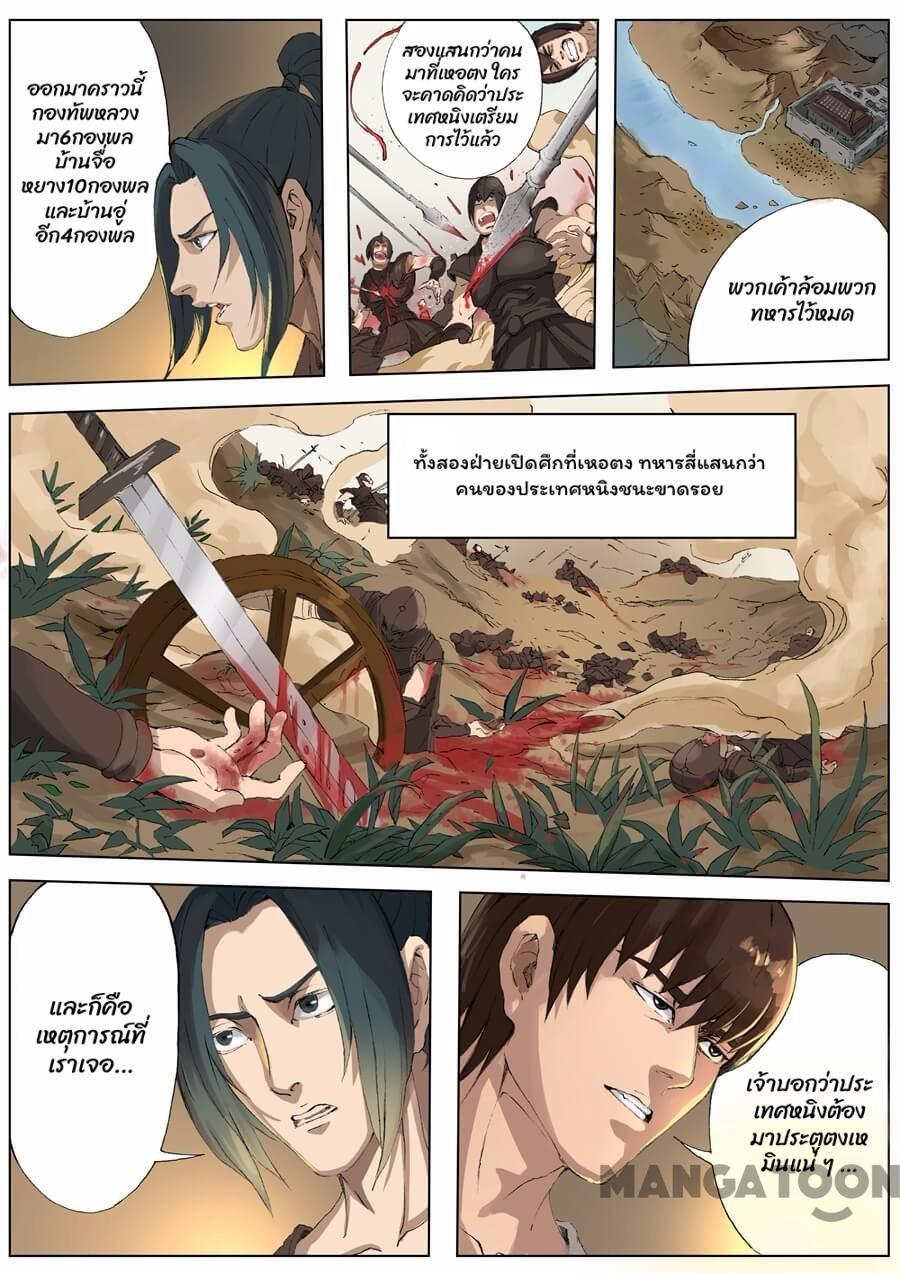 ออกมาคราวนี้
กองทัพหลวง
มา6กองพล
บ้านจื่อ
หยาง10กองพล
และบ้านอู่
อีก4กองพล
สองแสนกว่าคน
มาที่เหอตง ใคร
จะคาดคิดว่าประ
เทศหนิงเตรียม
การไว้แล้ว
พวกเค้าล้อมพวก
ทหารไว้หมด
ทั้งสองฝ่ายเปิดศึกที่เหอตง ทหารสี่แสนกว่า
คนของประเทศหนิงชนะขาดรอย
และก็คือ
เหตุการณ์ที่
เราเจอ...
เจ้าบอกว่าประ
เทศหนิงต้อง
มาประตูตงเห
มินแน่ ๆ ...
MANGATOON